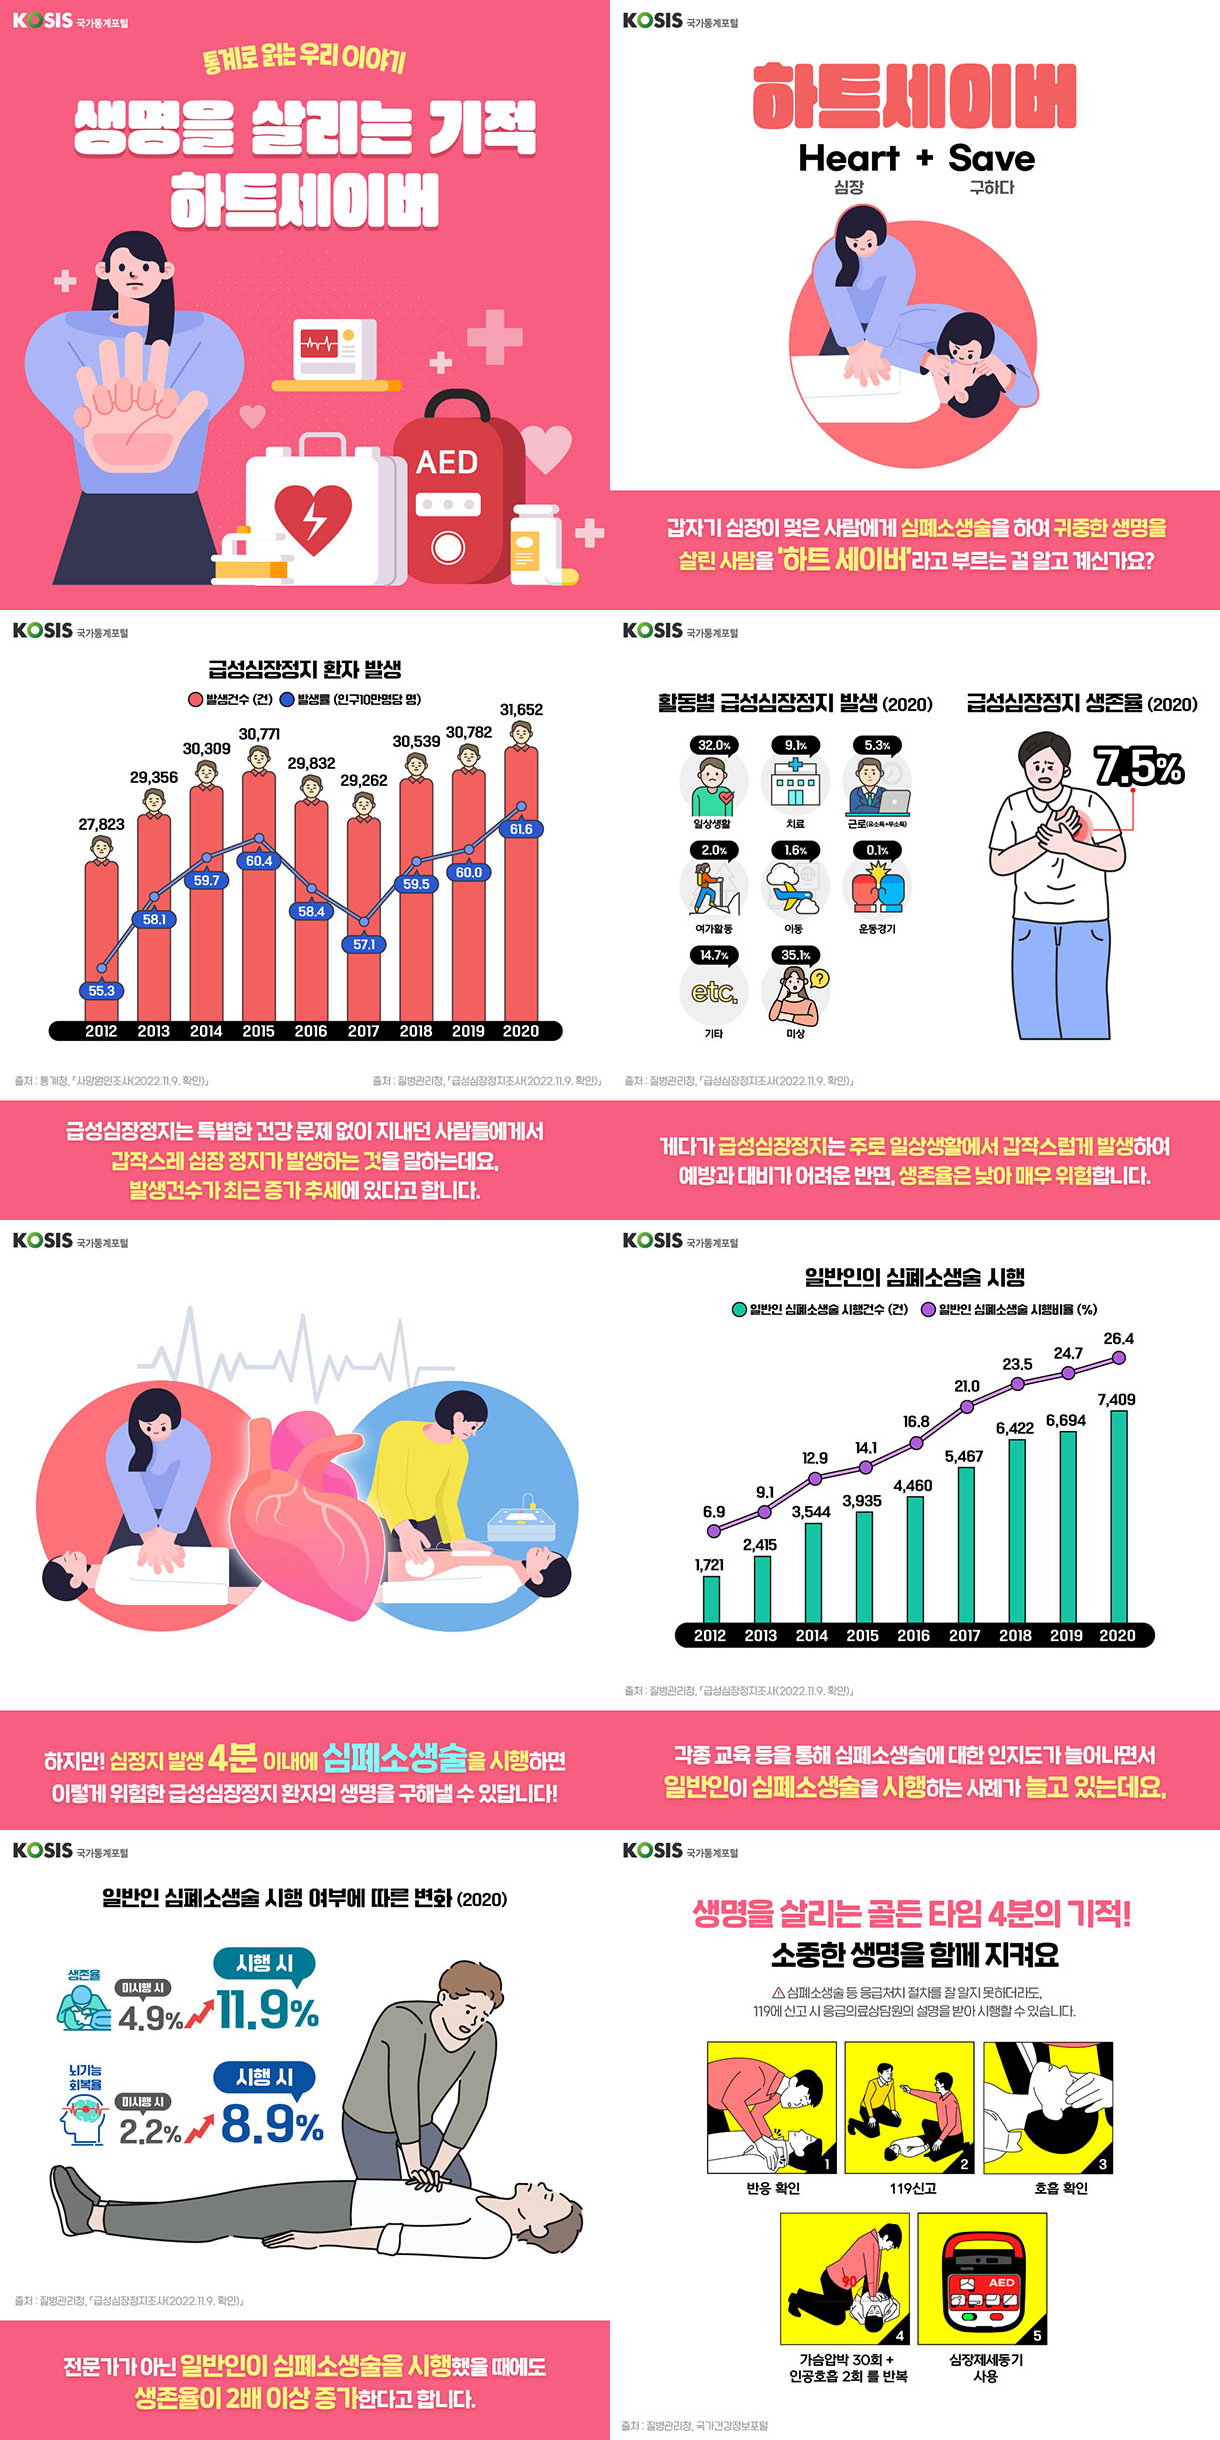 KOSIS 국가통계포털
통계로 읽는 우리 이야기
생명을 살리는 기적
하트세이버
AED
KOSIS 국가통계포털
하트세이버
Heart + Save
심장 구하다
갑자기 심장이 멎은 사람에게 심폐소생술을 하여 귀중한 생명을
살린 사람을 '하트 세이버'라고 부르는 걸 알고 계신가요?
KOSIS 국가통계포털
급성심장정지 환자 발생
발생건수 (건) 발생률 (인구10만명당 명)
27,823 29,356 30,309 30,771 29,832 29,262 30,539 30,782 31,652
55.3 58.1 59.7 60.4 58.4 57.1 59.5 60.0 61.6
2012 2013 2014 2015 2016 2017 2018 2019 2020
출처 : 통계청, 「사망원인조사(2022.11.9. 확인)」 출처 : 질병관리청, 「급성심장정지조사(2022.11.9. 확인)」
급성심장정지는 특별한 건강 문제 없이 지내던 사람들에게서
갑작스레 심장 정지가 발생하는 것을 말하는데요,
발생건수가 최근 증가 추세에 있다고 합니다.
KOSIS 국가통계포털
활동별 급성심장정지 발생 (2020)
32.0% 9.1% 5.3%
일상생활 치료 근로(유소득+무소득)
2.0% 1.6% 0.1%
여가활동 이동 운동경기
14.7% 35.1%
etc. ?
기타 미상
급성심장정지 생존율 (2020)
7.5%
출처 : 질병관리청, 「급성심장정지조사(2022.11.9. 확인)」
게다가 급성심장정지는 주로 일상생활에서 갑작스럽게 발생하여
예방과 대비가 어려운 반면, 생존율은 낮아 매우 위험합니다.
KOSIS 국가통계포털
하지만! 심정지 발생 4분 이내에 심폐소생술을 시행하면
이렇게 위험한 급성심장정지 환자의 생명을 구해낼 수 있답니다!
KOSIS 국가통계포털
일반인의 심폐소생술 시행
일반인 심폐소생술 시행건수 (건) 일반인 심폐소생술 시행비율 (%)
6.9 9.1 12.9 14.1 16.8 21.0 23.5 24.7 26.4
1,721 2,415 3,544 3,935 4,460 5,467 6,422 6,694 7,409
2012 2013 2014 2015 2016 2017 2018 2019 2020
출처 : 질병관리청, 「급성심장정지조사(2022.11.9. 확인)」
각종 교육 등을 통해 심폐소생술에 대한 인지도가 늘어나면서
일반인이 심폐소생술을 시행하는 사례가 늘고 있는데요,
KOSIS 국가통계포털
일반인 심폐소생술 시행 여부에 따른 변화 (2020)
생존율
미시행 시
4.9%
시행 시
11.9%
뇌기능
회복율
미시행 시
2.2%
시행 시
8.9%
출처 : 질병관리청, 「급성심장정지조사(2022.11.9. 확인)」
전문가가 아닌 일반인이 심폐소생술을 시행했을 때에도
생존율이 2배 이상 증가한다고 합니다.
KOSIS 국가통계포털
생명을 살리는 골든 타임 4분의 기적!
소중한 생명을 함께 지켜요
심폐소생술 등 응급처치 절차를 잘 알지 못하더라도,
119에 신고 시 응급의료상담원의 설명을 받아 시행할 수 있습니다.
1 2 3
반응 확인 119신고 호흡 확인
90 AED
4 5
가슴압박 30회 + 심장제세동기
인공호흡 2회 를 반복 사용
출처 : 질병관리청, 국가건강정보포털